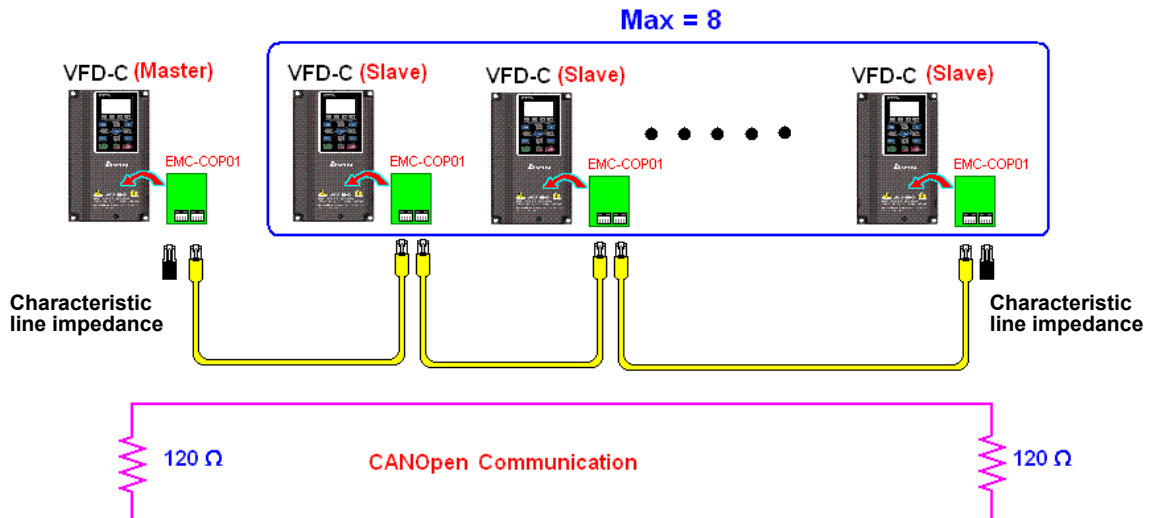 Max = 8
VFD-C (Master)
VFD-C (Slave)
VFD-C (Slave)
VFD-C (Slave)
EMC-COP01
EMC-COP01
EMC-COP01
EMC-COP01
Characteristic
line impedance
Characteristic
line impedance
120 Ω
CANOpen Communication
120 Ω